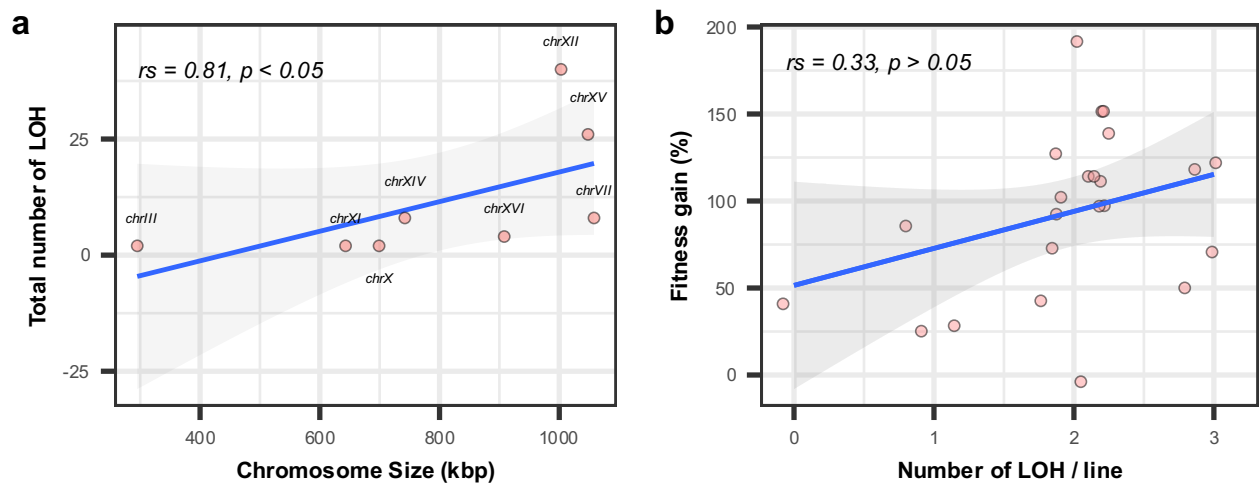 a
rs = 0.81, p < 0.05
chrXII
chrXV
chrXIV
chrVII
chrIII
chrXI
chrXVI
chrX
25
0
-25
400
600
800
1000
Total number of LOH
Chromosome Size (kbp)
b
rs = 0.33, p > 0.05
200
150
100
50
0
0
1
2
3
Fitness gain (%)
Number of LOH / line